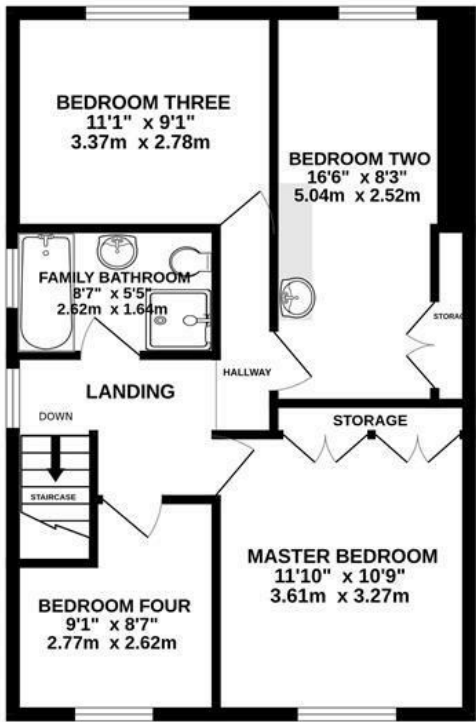 BEDROOM THREE
11'1" x 9'1"
3.37m x 2.78m
BEDROOM TWO
16'6" x 8'3"
5.04m x 2.52m
FAMILY BATHROOM
8'7" x 5'5"
2.62m x 1.64m
STORAG
HALLWAY
LANDING
DOWN
STORAGE
STAIRCASE
MASTER BEDROOM
11'10" x 10'9"
3.61m x 3.27m
BEDROOM FOUR
9'1" x 8'7"
2.77m x 2.62m